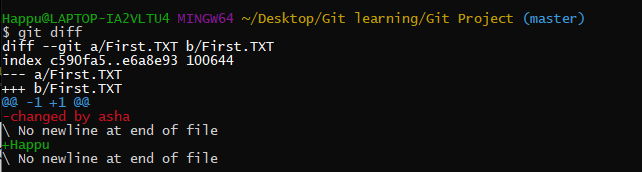 Happu@LAPTOP-IA2VLTU4 MINGW64 ~/Desktop/Git learning/Git Project (master)
$ git diff
diff --git a/First.TXT b/First.TXT
index c590fa5..e6a8e93 100644
--- a/First.TXT
+++ b/First.TXT
@@ -1 +1 @@
-changed by asha
\ No newline at end of file
+Happu
\ No newline at end of file